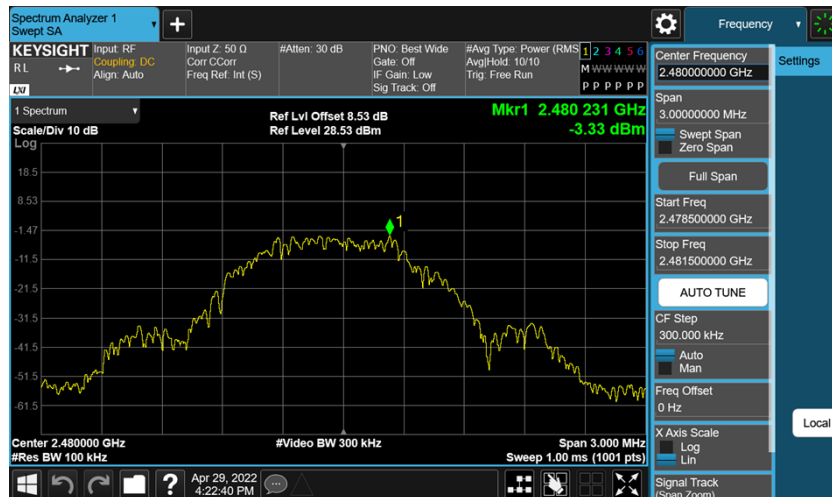 Spectrum Analyzer 1
Swept SA
+
Frequency
KEYSIGHT
RL
LXI
Input: RF
Coupling: DC
Align: Auto
Input Z: 50 Ω
Corr CCorr
Freq Ref: Int (S)
#Atten: 30 dB
PNO: Best Wide
Gate: Off
IF Gain: Low
Sig Track: Off
#Avg Type: Power (RMS
Avg|Hold: 10/10
Trig: Free Run
1 2 3 4 5 6
M W W W W W
P P P P P P
1 Spectrum
Scale/Div 10 dB
Ref Lvl Offset 8.53 dB
Ref Level 28.53 dBm
Mkr1 2.480 231 GHz
-3.33 dBm
Log
18.5
8.53
-1.47
-11.5
-21.5
-31.5
-41.5
-51.5
-61.5
1
Center 2.480000 GHz
#Res BW 100 kHz
#Video BW 300 kHz
Span 3.000 MHz
Sweep 1.00 ms (1001 pts)
Apr 29, 2022
4:22:40 PM
?
Center Frequency
2.480000000 GHz
Span
3.00000000 MHz
Swept Span
Zero Span
Full Span
Start Freq
2.478500000 GHz
Stop Freq
2.481500000 GHz
AUTO TUNE
CF Step
300.000 kHz
Auto
Man
Freq Offset
0 Hz
X Axis Scale
Log
Lin
Signal Track
(Span Zoom)
Settings
Local